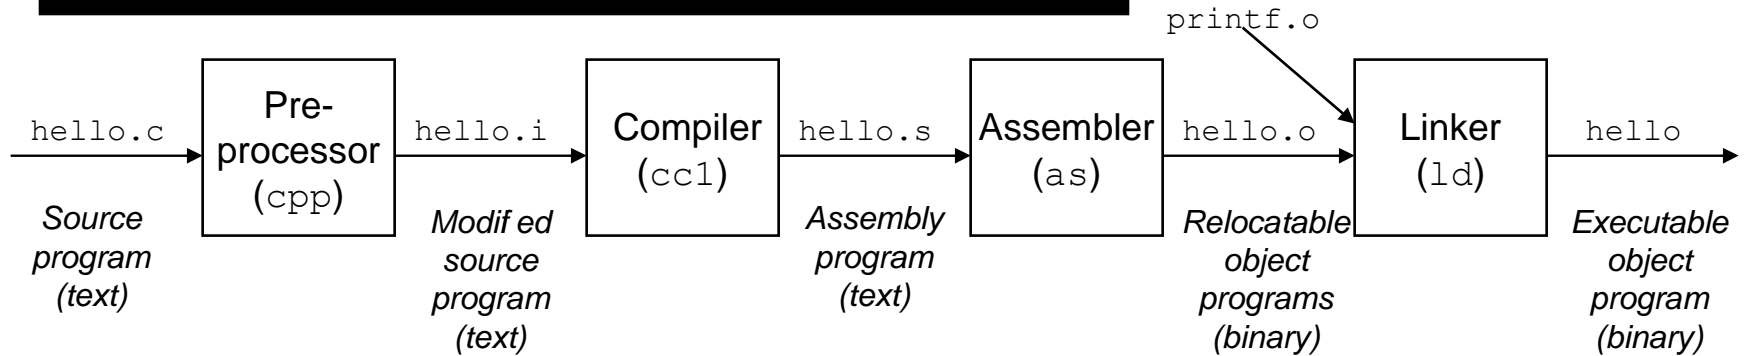 printf.o
hello.c
Pre-
processor
(cpp)
hello.i
Compiler
(cc1)
hello.s
Assembler
(as)
hello.o
Linker
(ld)
hello
Source
program
(text)
Modif ed
source
program
(text)
Assembly
program
(text)
Relocatable
object
programs
(binary)
Executable
object
program
(binary)